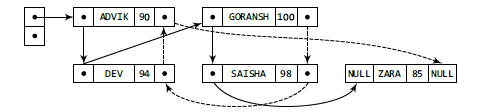 ADVIK 90 GORANSH 100
DEV 94 SAISHA 98 NULL ZARA 85 NULL